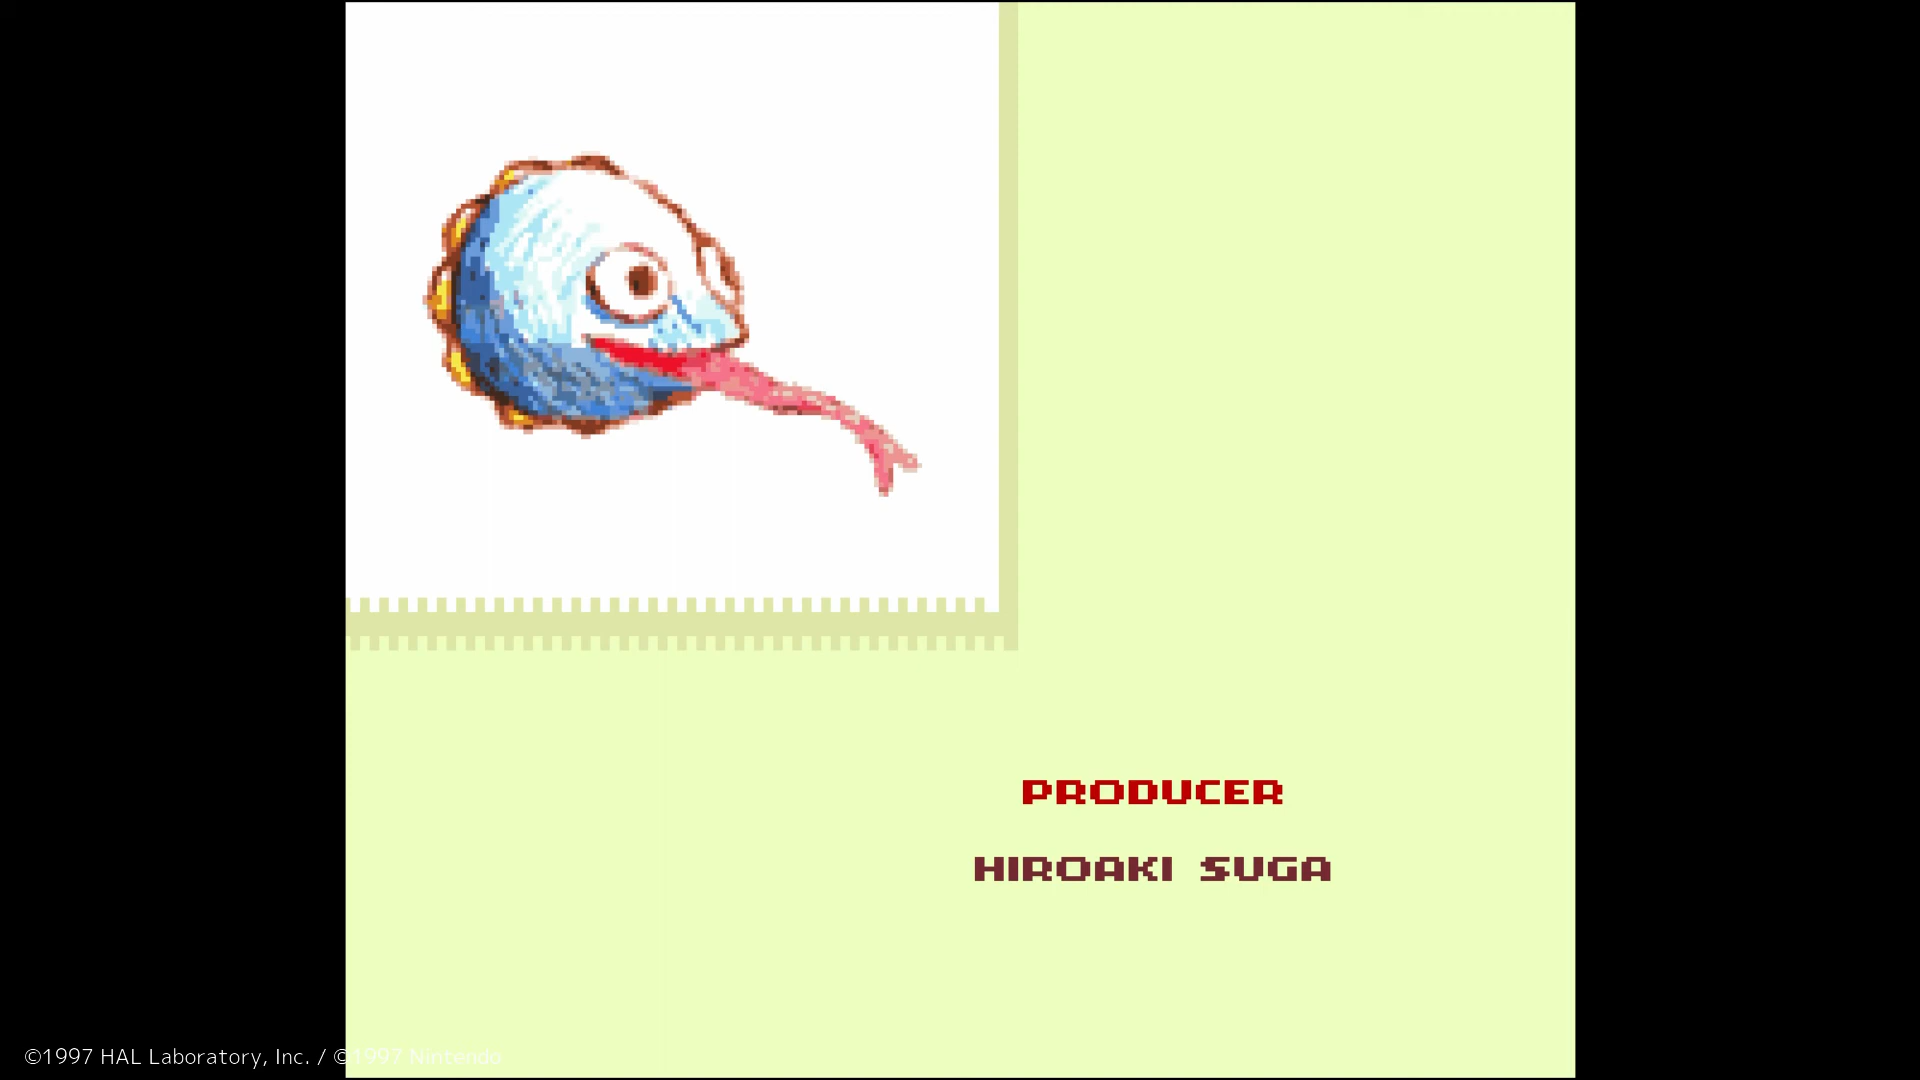 PRODUCER
HIROAKI SUGA
©1997 HAL Laboratory, Inc. / ©1997 Nintendo